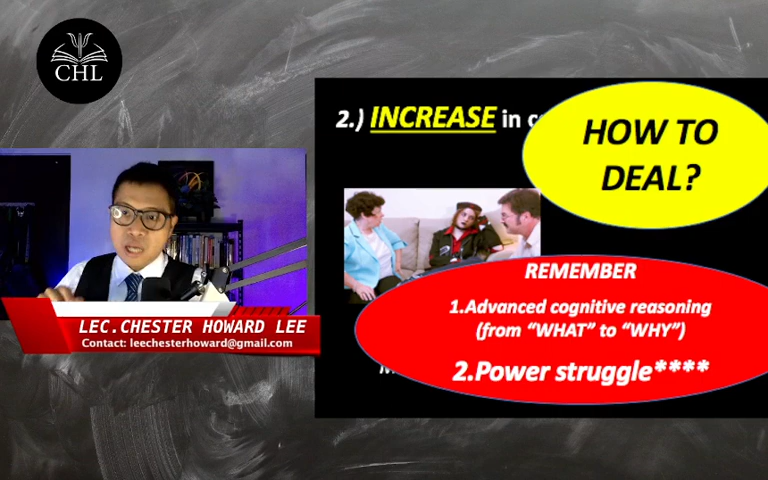 CHL
2.) INCREASE in c
HOW TO
DEAL?
REMEMBER
1.Advanced cognitive reasoning
(from “WHAT” to “WHY”)
2.Power struggle****
LEC.CHESTER HOWARD LEE
Contact: leechesterhoward@gmail.com